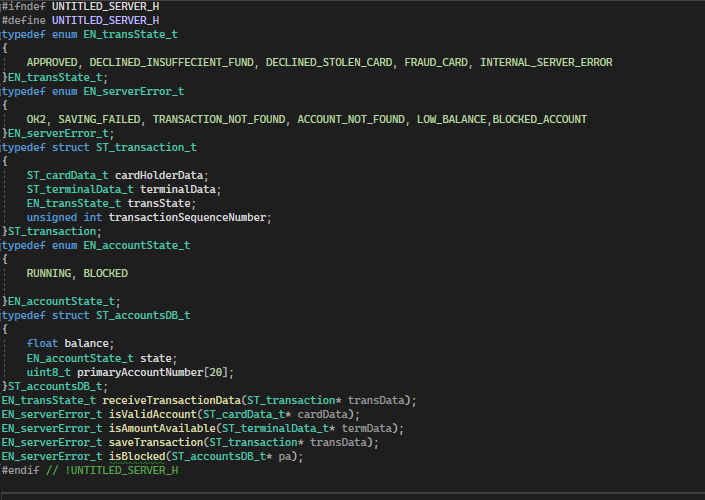 #ifndef UNTITLED_SERVER_H
#define UNTITLED_SERVER_H
typedef enum EN_transState_t
{
    APPROVED, DECLINED_INSUFFECIENT_FUND, DECLINED_STOLEN_CARD, FRAUD_CARD, INTERNAL_SERVER_ERROR
}EN_transState_t;
typedef enum EN_serverError_t
{
    OK2, SAVING_FAILED, TRANSACTION_NOT_FOUND, ACCOUNT_NOT_FOUND, LOW_BALANCE,BLOCKED_ACCOUNT
}EN_serverError_t;
typedef struct ST_transaction_t
{
    ST_cardData_t cardHolderData;
    ST_terminalData_t terminalData;
    EN_transState_t transState;
    unsigned int transactionSequenceNumber;
}ST_transaction;
typedef enum EN_accountState_t
{
    RUNNING, BLOCKED

}EN_accountState_t;
typedef struct ST_accountsDB_t
{
    float balance;
    EN_accountState_t state;
    uint8_t primaryAccountNumber[20];
}ST_accountsDB_t;
EN_transState_t receiveTransactionData(ST_transaction* transData);
EN_serverError_t isValidAccount(ST_cardData_t* cardData);
EN_serverError_t isAmountAvailable(ST_terminalData_t* termData);
EN_serverError_t saveTransaction(ST_transaction* transData);
EN_serverError_t isBlocked(ST_accountsDB_t* pa);
#endif // !UNTITLED_SERVER_H